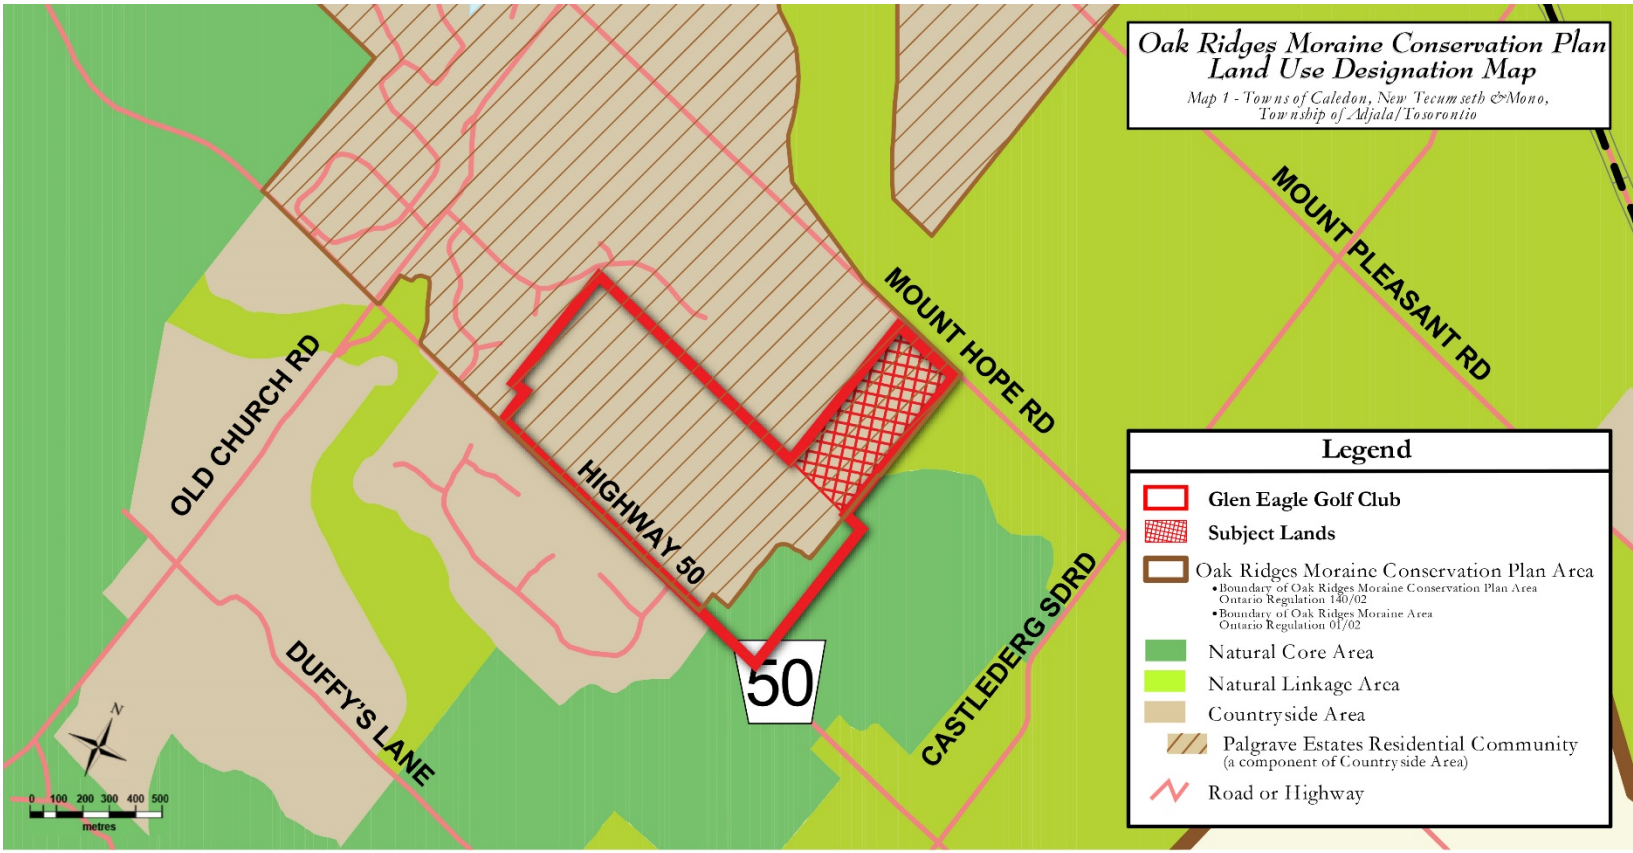 Oak Ridges Moraine Conservation Plan
Land Use Designation Map
Map 1 - Towns of Caledon, New Tecumseth & Mono,
Township of Adjala/Tosorontio
MOUNT PLEASANT RD
MOUNT HOPE RD
OLD CHURCH RD
HIGHWAY 50
50
CASTLEDERG SDRD
DUFFY'S LANE
Legend
Glen Eagle Golf Club
Subject Lands
Oak Ridges Moraine Conservation Plan Area
•Boundary of Oak Ridges Moraine Conservation Plan Area
Ontario Regulation 140/02
•Boundary of Oak Ridges Moraine Area
Ontario Regulation 01/02
Natural Core Area
Natural Linkage Area
Countryside Area
Palgrave Estates Residential Community
(a component of Countryside Area)
Road or Highway
N
0 100 200 300 400 500
metres